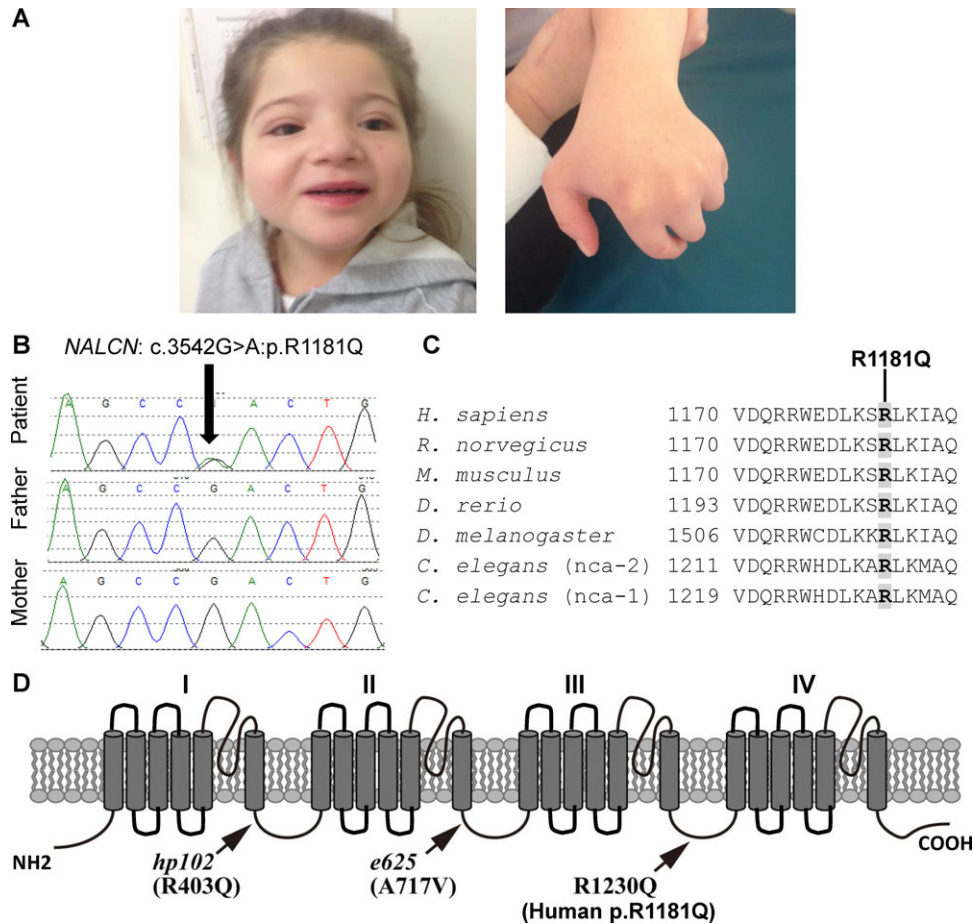 A
B
NALCN: c.3542G>A:p.R1181Q
Patient
A G C C G A C T G
Father
A G C C G A C T G
Mother
A G C C G A C T G
C
R1181Q
H. sapiens 1170 VDQRRWEDLKSRLKIAQ
R. norvegicus 1170 VDQRRWEDLKSRLKIAQ
M. musculus 1170 VDQRRWEDLKSRLKIAQ
D. rerio 1193 VDQRRWEDLKSRLKIAQ
D. melanogaster 1506 VDQRRWCDLKKRLKIAQ
C. elegans (nca-2) 1211 VDQRRWHDLKARLKMAQ
C. elegans (nca-1) 1219 VDQRRWHDLKARLKMAQ
D
I II III IV
NH2
hp102
(R403Q)
e625
(A717V)
R1230Q
(Human p.R1181Q)
COOH